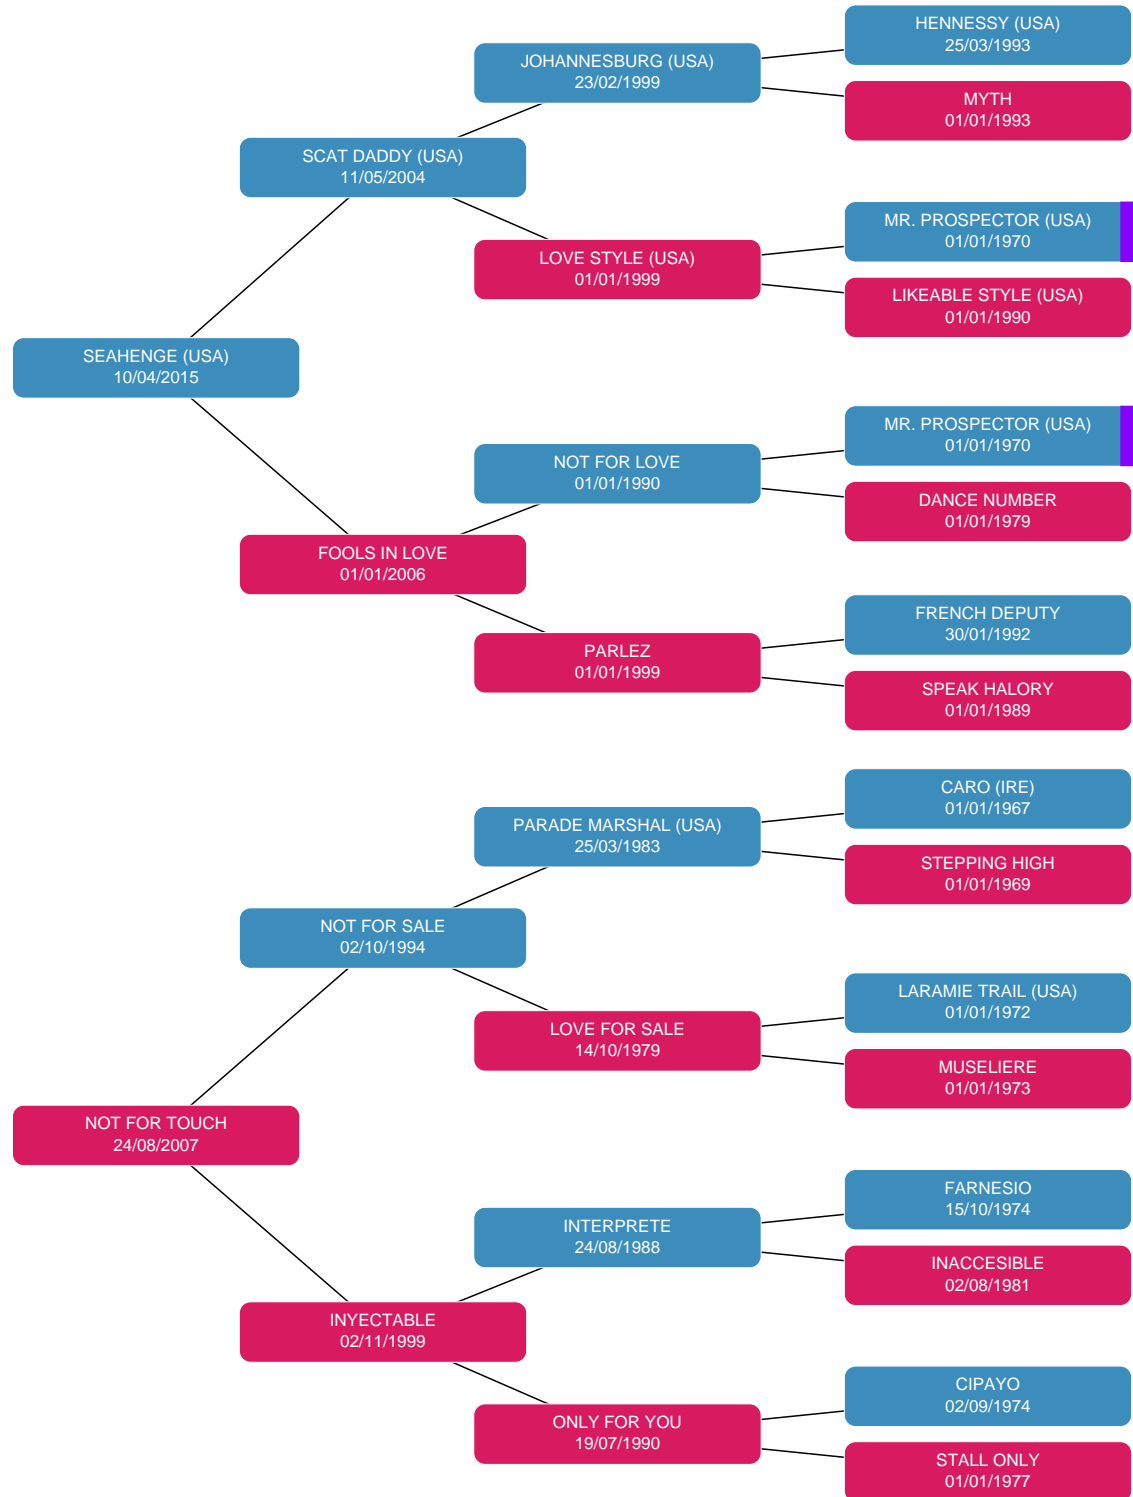 HENNESSY (USA)
25/03/1993
JOHANNESBURG (USA)
23/02/1999
MYTH
01/01/1993
SCAT DADDY (USA)
11/05/2004
MR. PROSPECTOR (USA)
01/01/1970
LOVE STYLE (USA)
01/01/1999
LIKEABLE STYLE (USA)
01/01/1990
SEAHENGE (USA)
10/04/2015
MR. PROSPECTOR (USA)
01/01/1970
NOT FOR LOVE
01/01/1990
DANCE NUMBER
01/01/1979
FOOLS IN LOVE
01/01/2006
FRENCH DEPUTY
30/01/1992
PARLEZ
01/01/1999
SPEAK HALORY
01/01/1989
CARO (IRE)
01/01/1967
PARADE MARSHAL (USA)
25/03/1983
STEPPING HIGH
01/01/1969
NOT FOR SALE
02/10/1994
LARAMIE TRAIL (USA)
01/01/1972
LOVE FOR SALE
14/10/1979
MUSELIERE
01/01/1973
NOT FOR TOUCH
24/08/2007
FARNESIO
15/10/1974
INTERPRETE
24/08/1988
INACCESIBLE
02/08/1981
INYECTABLE
02/11/1999
CIPAYO
02/09/1974
ONLY FOR YOU
19/07/1990
STALL ONLY
01/01/1977